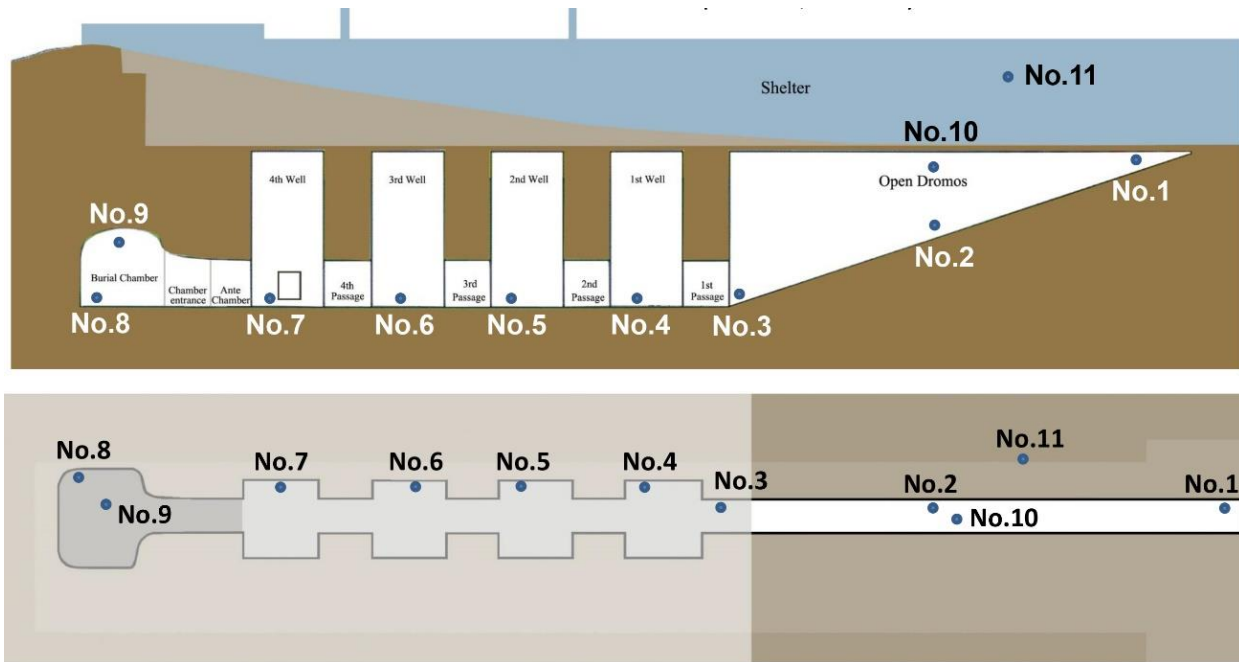 Shelter
No.11
No.10
4th Well
3rd Well
2nd Well
1st Well
Open Dromos
No.1
No.9
No.2
Burial Chamber
Chamber
entrance
Ante
Chamber
4th
Passage
3rd
Passage
2nd
Passage
1st
Passage
No.8
No.7
No.6
No.5
No.4
No.3
No.8
No.7
No.6
No.5
No.4
No.11
No.3
No.2
No.1
No.9
No.10